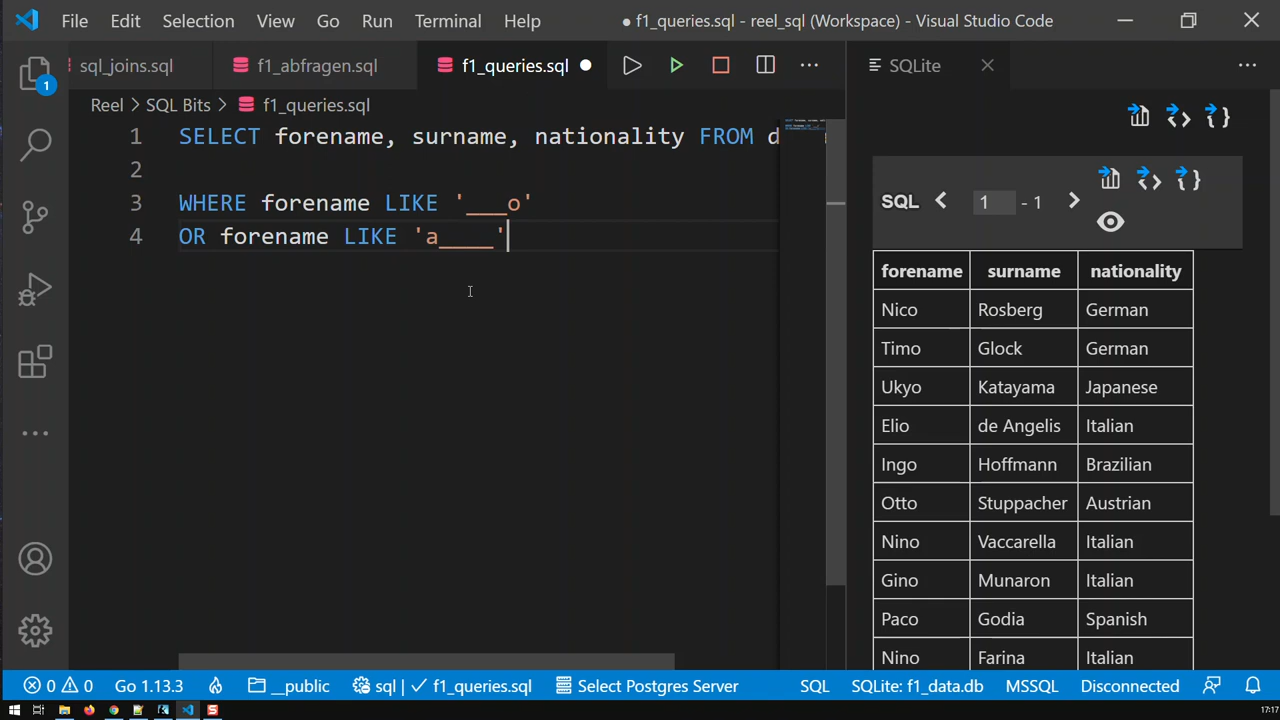 File Edit Selection View Go Run Terminal Help ● f1_queries.sql - reel_sql (Workspace) - Visual Studio Code
sql_joins.sql f1_abfragen.sql f1_queries.sql SQLite
Reel > SQL Bits > f1_queries.sql
1 SELECT forename, surname, nationality FROM d
2
3 WHERE forename LIKE '___o'
4 OR forename LIKE 'a____'
1
SQL 1 - 1
forename surname nationality
Nico Rosberg German
Timo Glock German
Ukyo Katayama Japanese
Elio de Angelis Italian
Ingo Hoffmann Brazilian
Otto Stuppacher Austrian
Nino Vaccarella Italian
Gino Munaron Italian
Paco Godia Spanish
Nino Farina Italian
0 0 Go 1.13.3 __public sql | ✓ f1_queries.sql Select Postgres Server SQL SQLite: f1_data.db MSSQL Disconnected
17:17